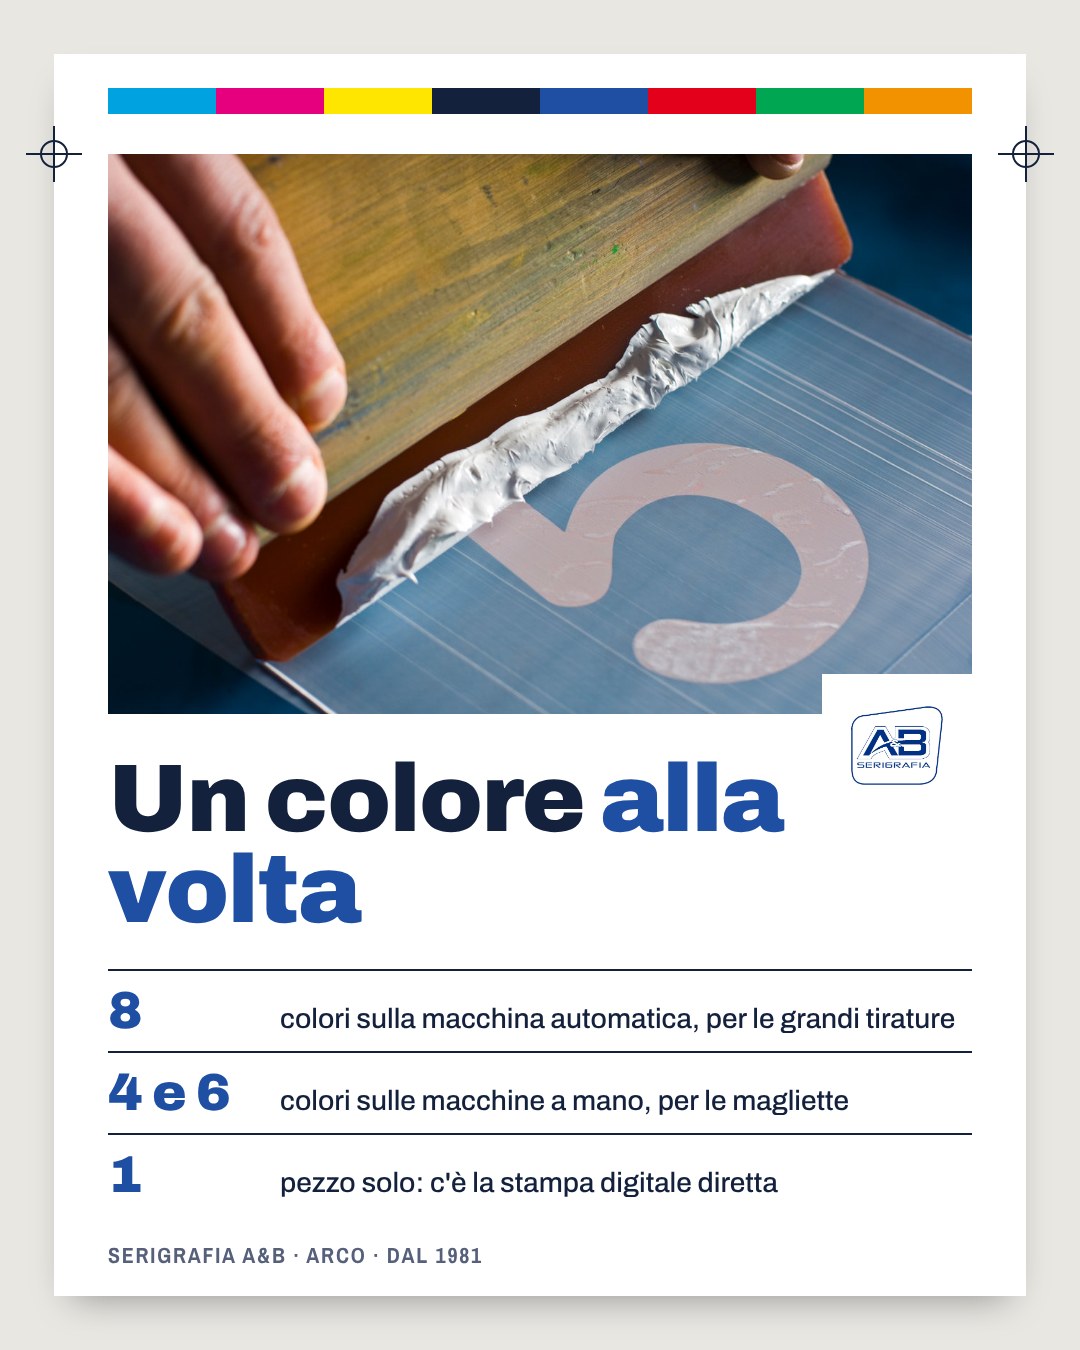 A&B
SERIGRAFIA
Un colore alla
volta
8 colori sulla macchina automatica, per le grandi tirature
4 e 6 colori sulle macchine a mano, per le magliette
1 pezzo solo: c'è la stampa digitale diretta
SERIGRAFIA A&B · ARCO · DAL 1981